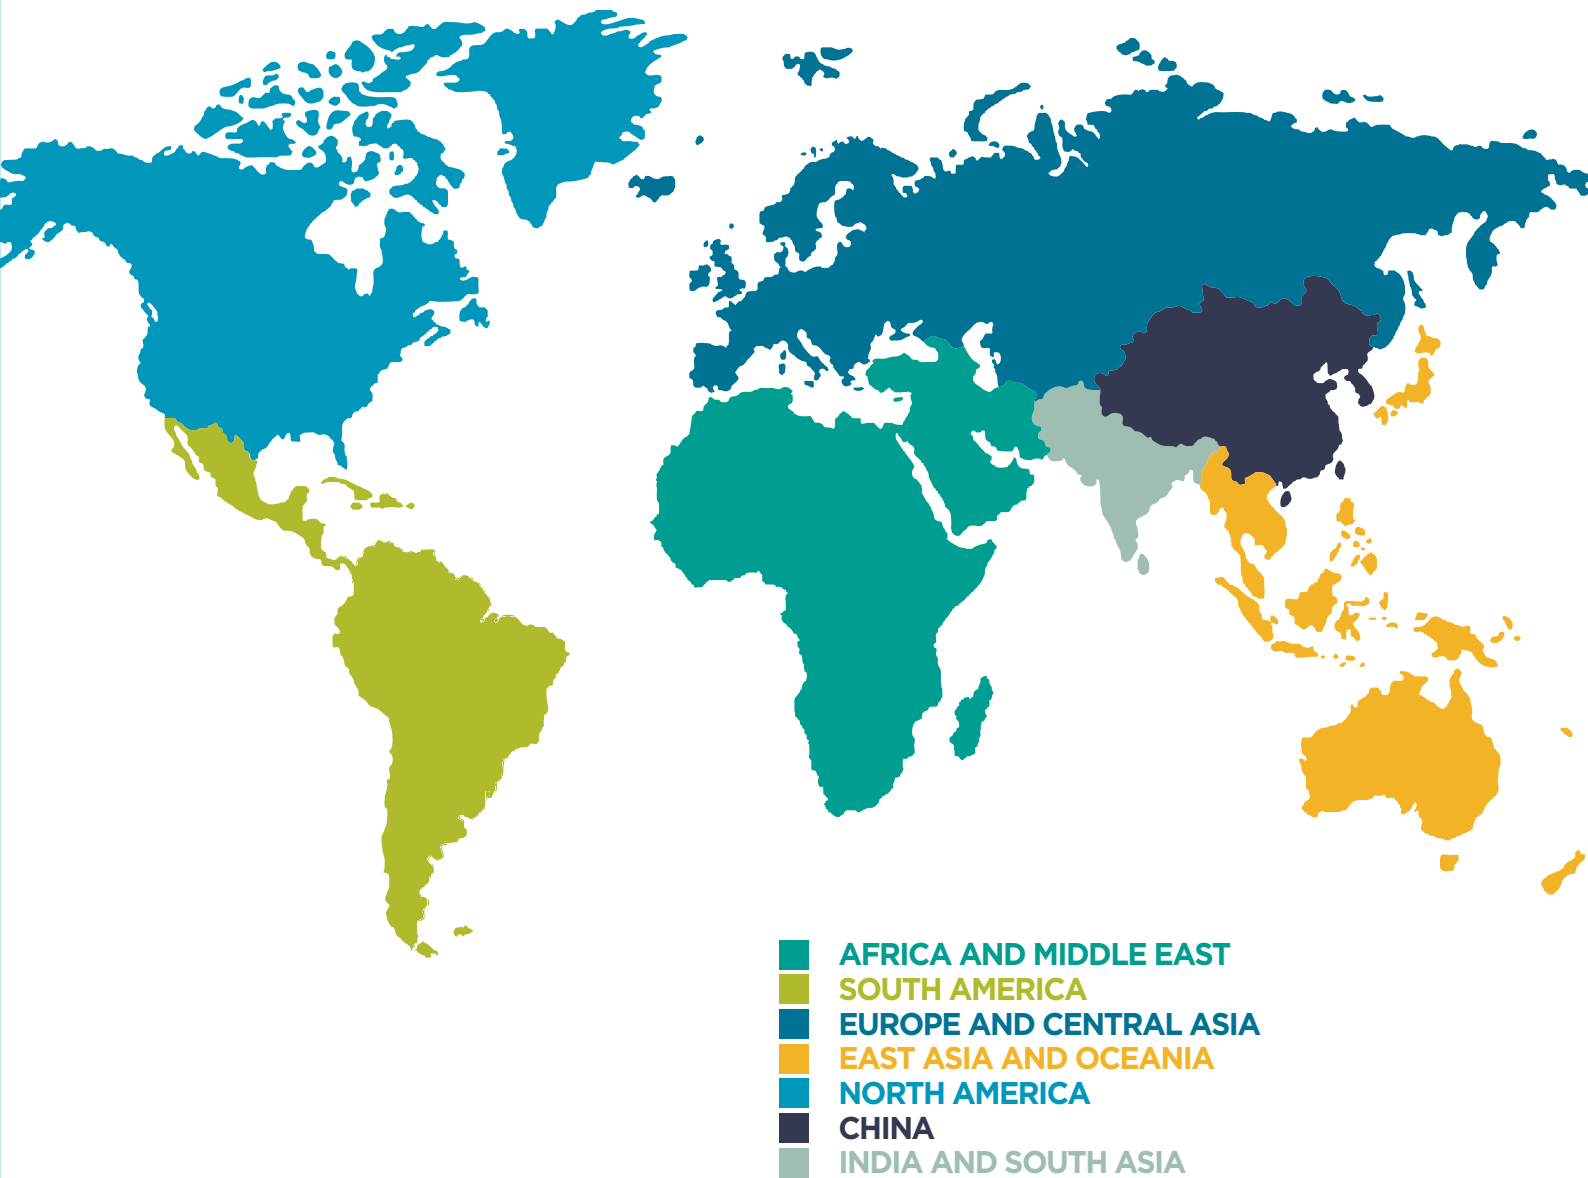 AFRICA AND MIDDLE EAST
SOUTH AMERICA
EUROPE AND CENTRAL ASIA
EAST ASIA AND OCEANIA
NORTH AMERICA
CHINA
INDIA AND SOUTH ASIA